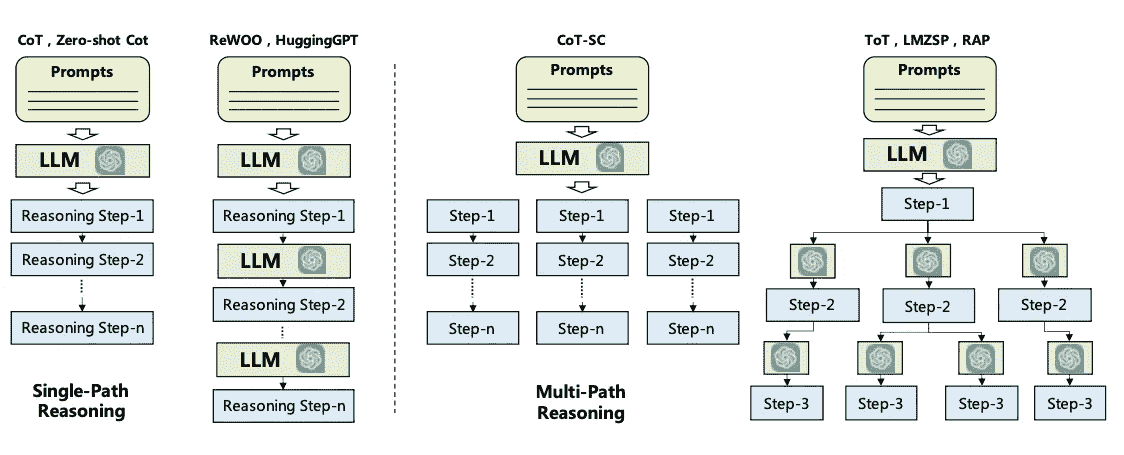 CoT , Zero-shot Cot
Prompts
LLM
Reasoning Step-1
Reasoning Step-2
Reasoning Step-n
Single-Path
Reasoning
ReWOO , HuggingGPT
Prompts
LLM
Reasoning Step-1
LLM
Reasoning Step-2
LLM
Reasoning Step-n
CoT-SC
Prompts
LLM
Step-1
Step-1
Step-1
Step-2
Step-2
Step-2
Step-n
Step-n
Step-n
Multi-Path
Reasoning
ToT , LMZSP , RAP
Prompts
LLM
Step-1
Step-2
Step-2
Step-2
Step-3
Step-3
Step-3
Step-3